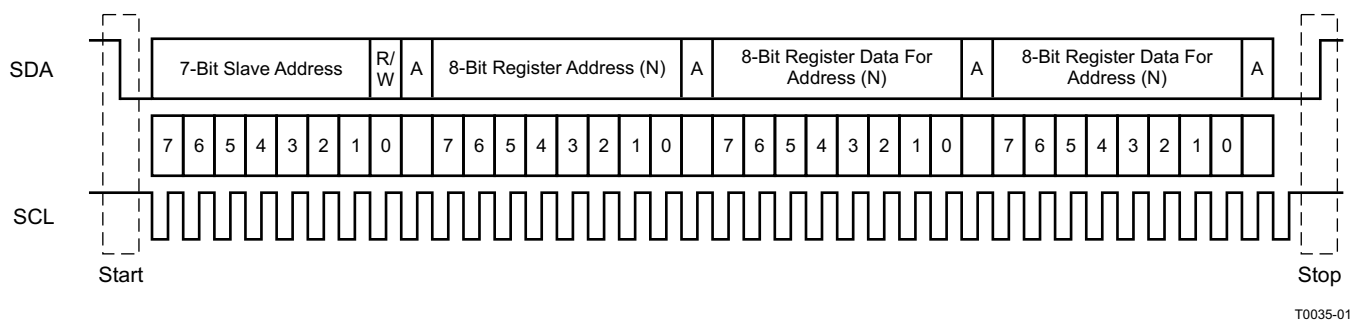 SDA
7-Bit Slave Address
R/
W
A
8-Bit Register Address (N)
A
8-Bit Register Data For
Address (N)
A
8-Bit Register Data For
Address (N)
A
7 6 5 4 3 2 1 0 7 6 5 4 3 2 1 0 7 6 5 4 3 2 1 0 7 6 5 4 3 2 1 0
SCL
Start
Stop
T0035-01